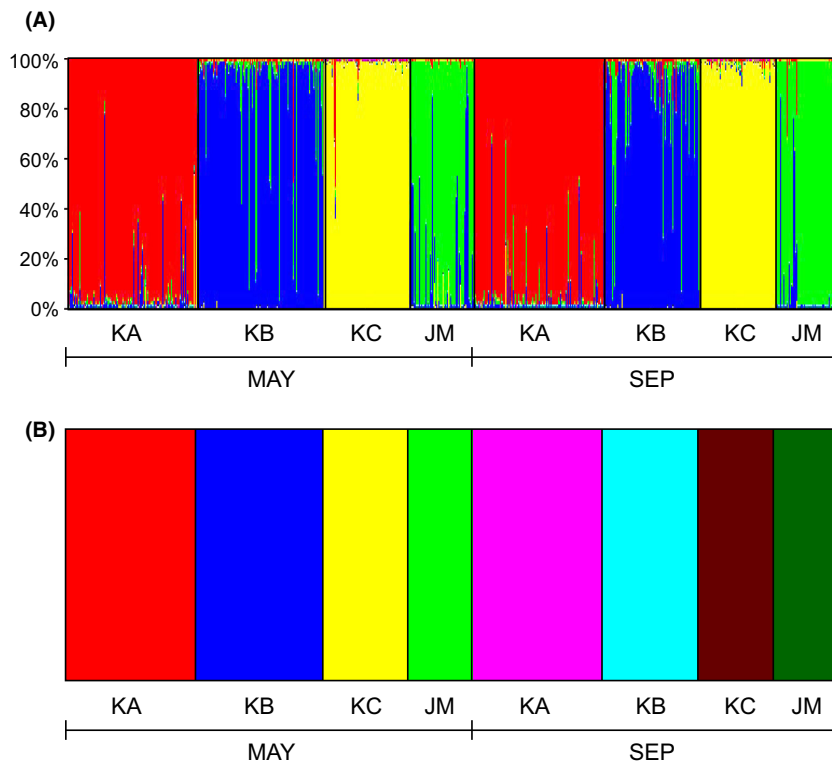 (A)
100%
80%
60%
40%
20%
0%
KA KB KC JM KA KB KC JM
MAY SEP
(B)
KA KB KC JM KA KB KC JM
MAY SEP